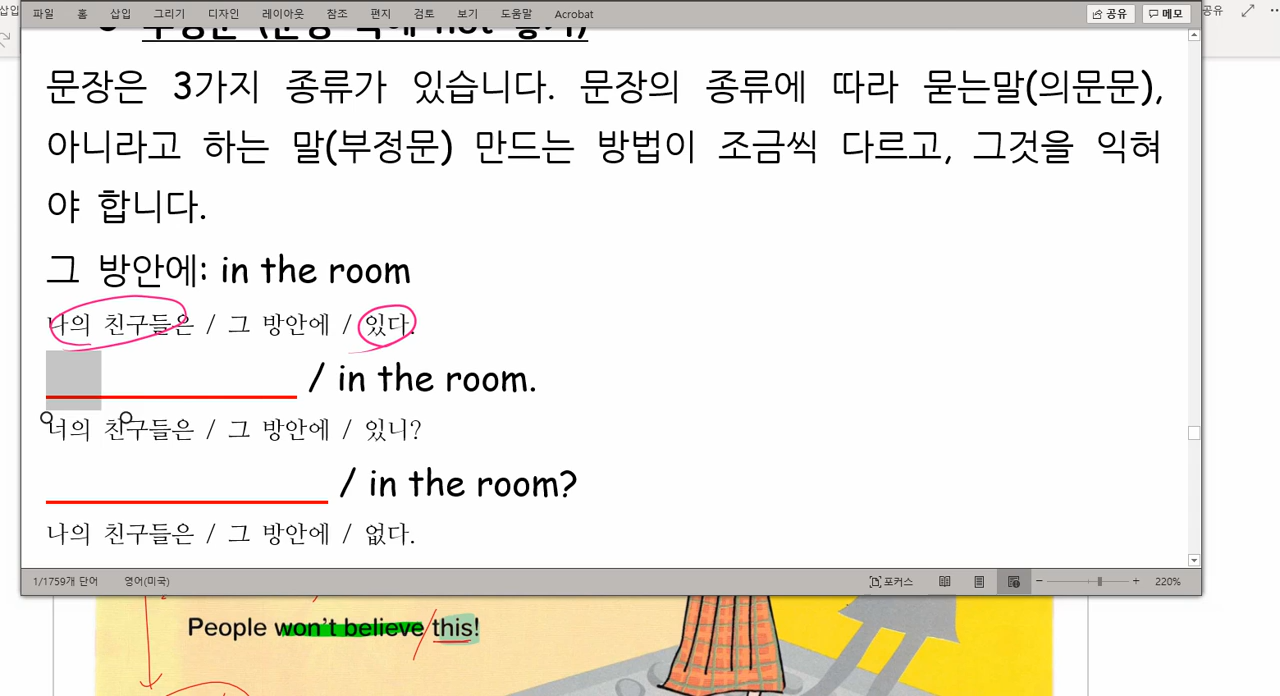 삽입
파일 홈 삽입 그리기 디자인 레이아웃 참조 편지 검토 보기 도움말 Acrobat 공유 메모
공유
문장은 3가지 종류가 있습니다. 문장의 종류에 따라 묻는말(의문문),
아니라고 하는 말(부정문) 만드는 방법이 조금씩 다르고, 그것을 익혀
야 합니다.
그 방안에: in the room
나의 친구들은 / 그 방안에 / 있다.
/ in the room.
너의 친구들은 / 그 방안에 / 있니?
/ in the room?
나의 친구들은 / 그 방안에 / 없다.
1/1759개 단어 영어(미국) 포커스 220%
People won't believe this!